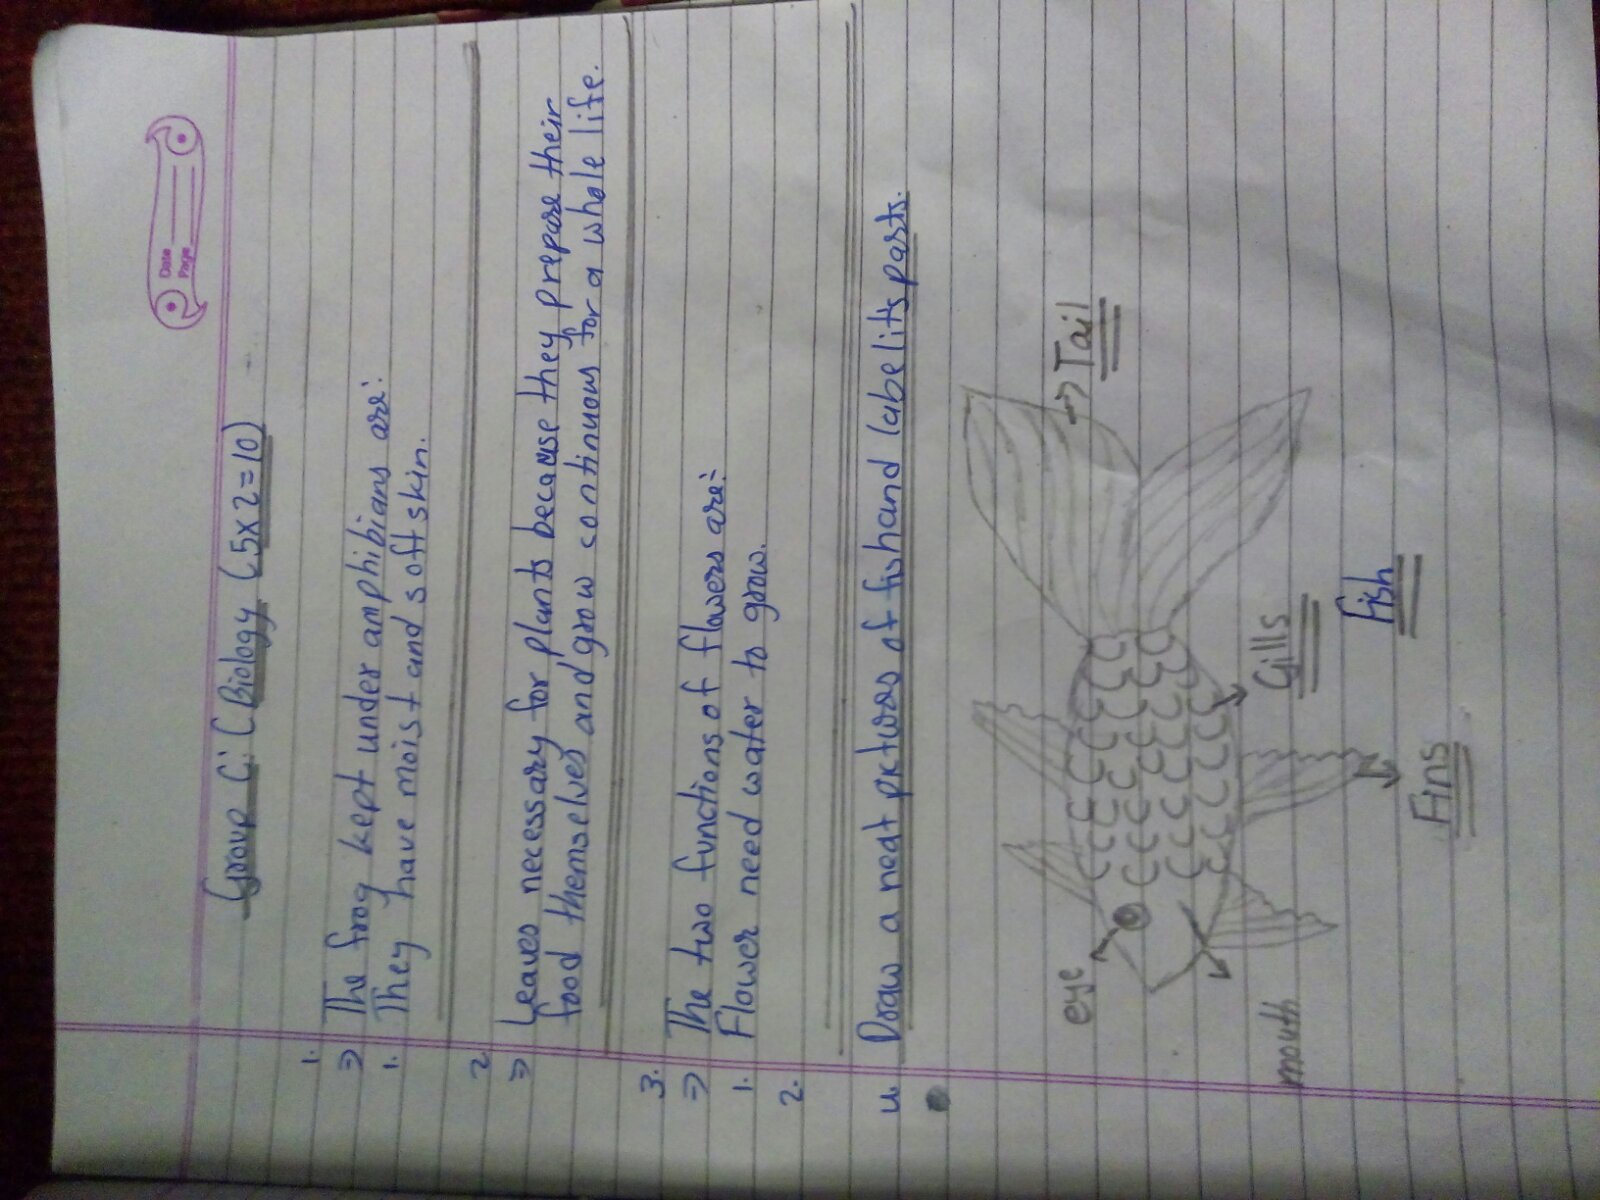 Date
Page
Group C: (Biology (5x2=10)
1.
⇒ The frog kept under amphibians are:
1. They have moist and soft skin.
2.
⇒ Leaves necessary for plants because they prepare their
food themselves and grow continuous for a whole life.
3.
⇒ The two functions of flowers are:
1. Flower need water to grow.
2.
4. Draw a neat pictures of fish and label its parts.
→ Tail
eye
mouth
Gills
Fins
Fish